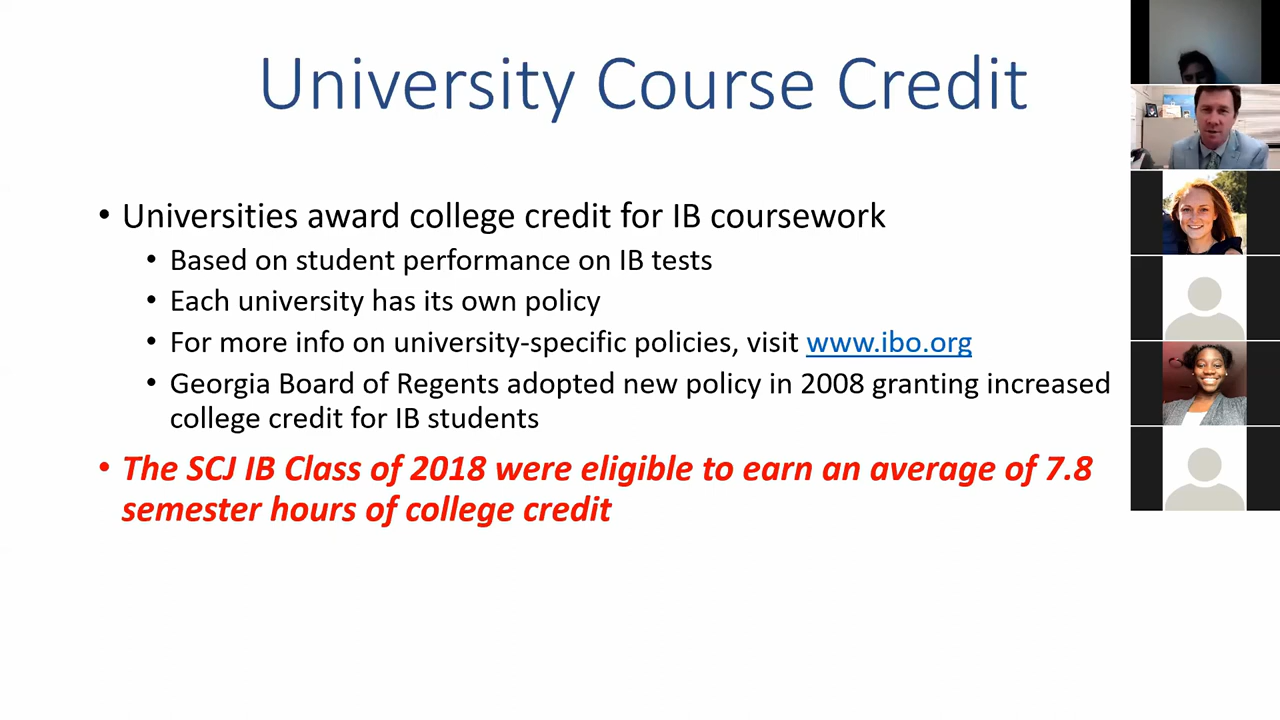 University Course Credit
• Universities award college credit for IB coursework
• Based on student performance on IB tests
• Each university has its own policy
• For more info on university-specific policies, visit www.ibo.org
• Georgia Board of Regents adopted new policy in 2008 granting increased
college credit for IB students
• The SCJ IB Class of 2018 were eligible to earn an average of 7.8
semester hours of college credit